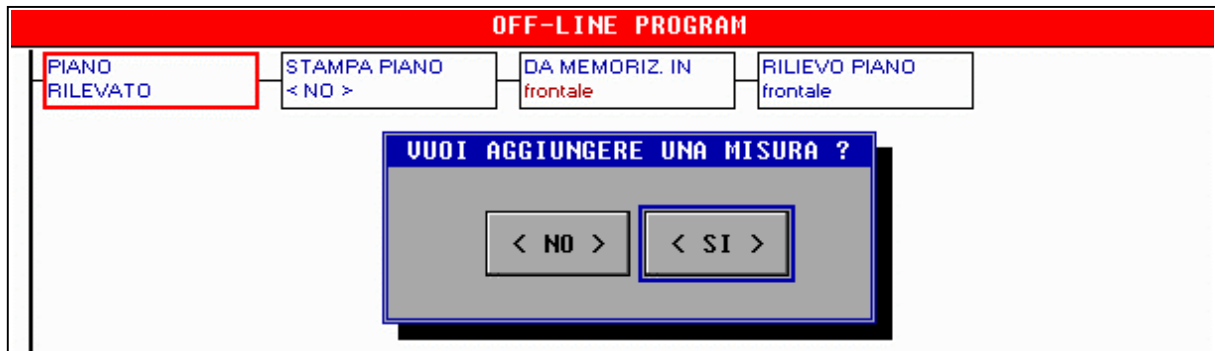 OFF-LINE PROGRAM
PIANO
RILEVATO
STAMPA PIANO
< NO >
DA MEMORIZ. IN
frontale
RILIEVO PIANO
frontale
VUOI AGGIUNGERE UNA MISURA ?
< NO >
< SI >